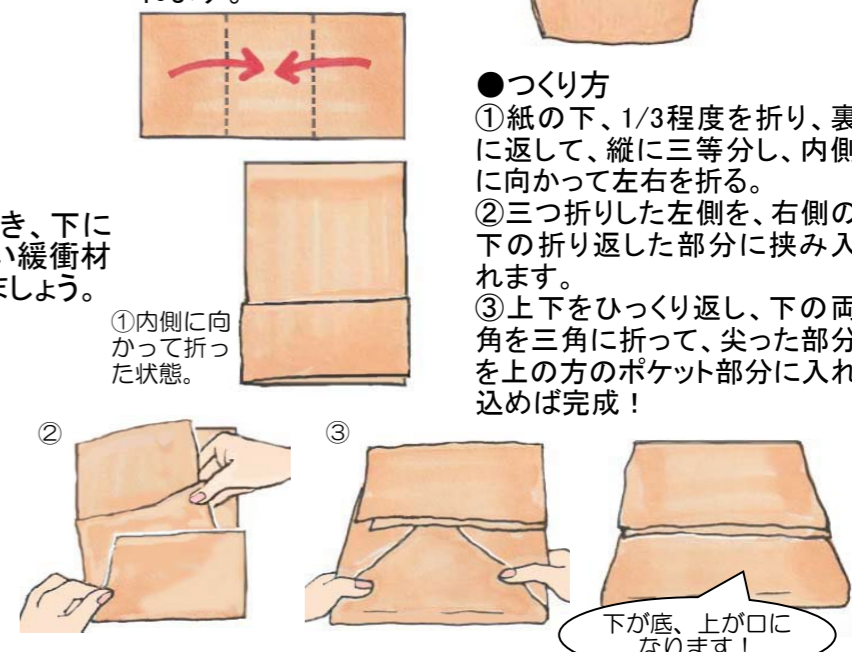 れます。
き、下に
い緩衝材
ましょう。
①内側に向
かって折っ
た状態。
●つくり方
①紙の下、1/3程度を折り、裏
に返して、縦に三等分し、内側
に向かって左右を折る。
②三つ折りした左側を、右側の
下の折り返した部分に挟み入
れます。
③上下をひっくり返し、下の両
角を三角に折って、尖った部分
を上の方のポケット部分に入れ
込めば完成！
②
③
下が底、上が口に
なります！